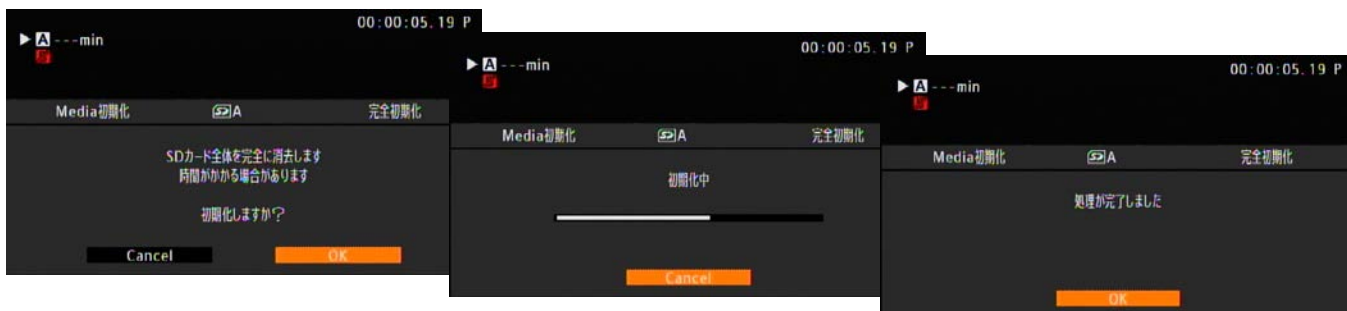 00:00:05.19 P
▶ A ---min
Media初期化 A 完全初期化
SDカード全体を完全に消去します
時間がかかる場合があります
初期化しますか?
Cancel OK
00:00:05.19 P
▶ A ---min
Media初期化 A 完全初期化
初期化中
Cancel
00:00:05.19 P
▶ A ---min
Media初期化 A 完全初期化
処理が完了しました
OK